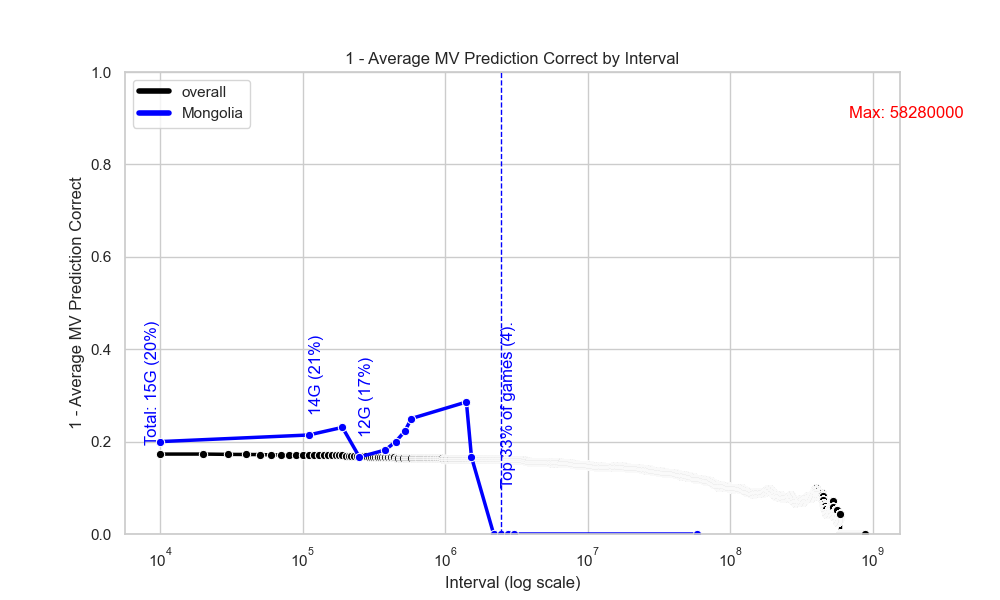 1 - Average MV Prediction Correct by Interval
overall
Mongolia
Max: 58280000
1 - Average MV Prediction Correct
1.0
0.8
0.6
0.4
0.2
0.0
Total: 15G (20%)
14G (21%)
12G (17%)
Top 33% of games (4).
10^4
10^5
10^6
10^7
10^8
10^9
Interval (log scale)